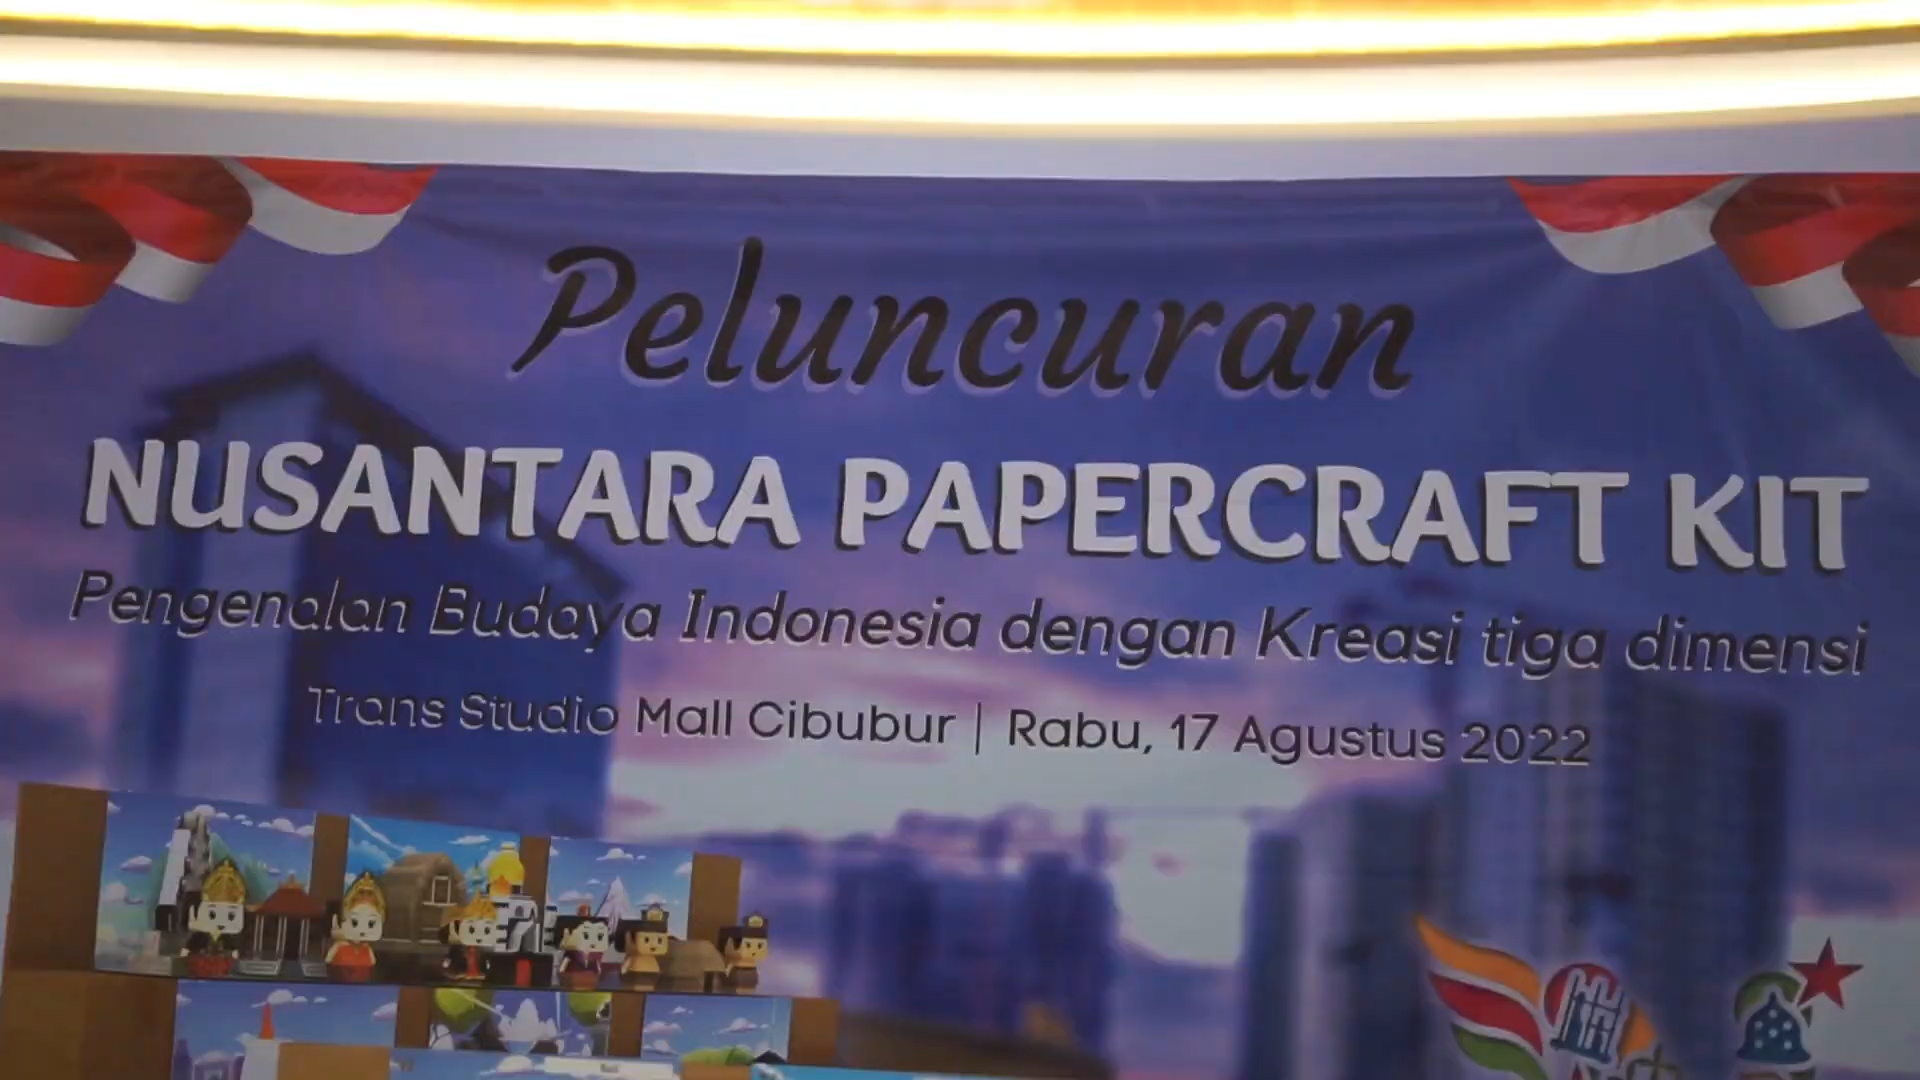 Peluncuran
NUSANTARA PAPERCRAFT KIT
Pengenalan Budaya Indonesia dengan Kreasi tiga dimensi
Trans Studio Mall Cibubur | Rabu, 17 Agustus 2022